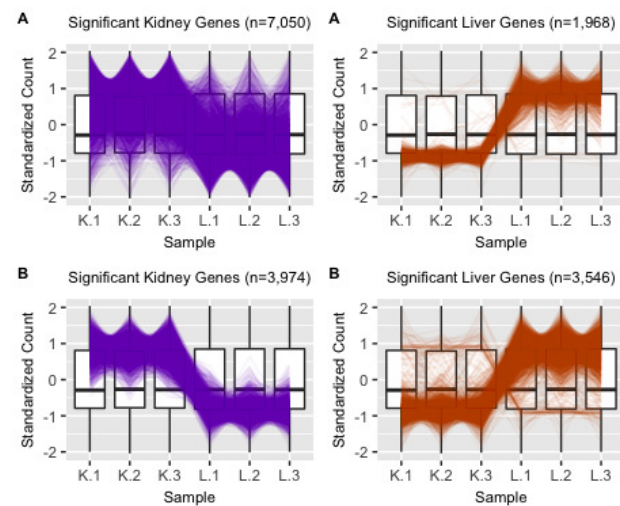 A
Significant Kidney Genes (n=7,050)
2
1
0
-1
-2
Standardized Count
K.1 K.2 K.3 L.1 L.2 L.3
Sample
A
Significant Liver Genes (n=1,968)
2
1
0
-1
-2
Standardized Count
K.1 K.2 K.3 L.1 L.2 L.3
Sample
B
Significant Kidney Genes (n=3,974)
2
1
0
-1
-2
Standardized Count
K.1 K.2 K.3 L.1 L.2 L.3
Sample
B
Significant Liver Genes (n=3,546)
2
1
0
-1
-2
Standardized Count
K.1 K.2 K.3 L.1 L.2 L.3
Sample